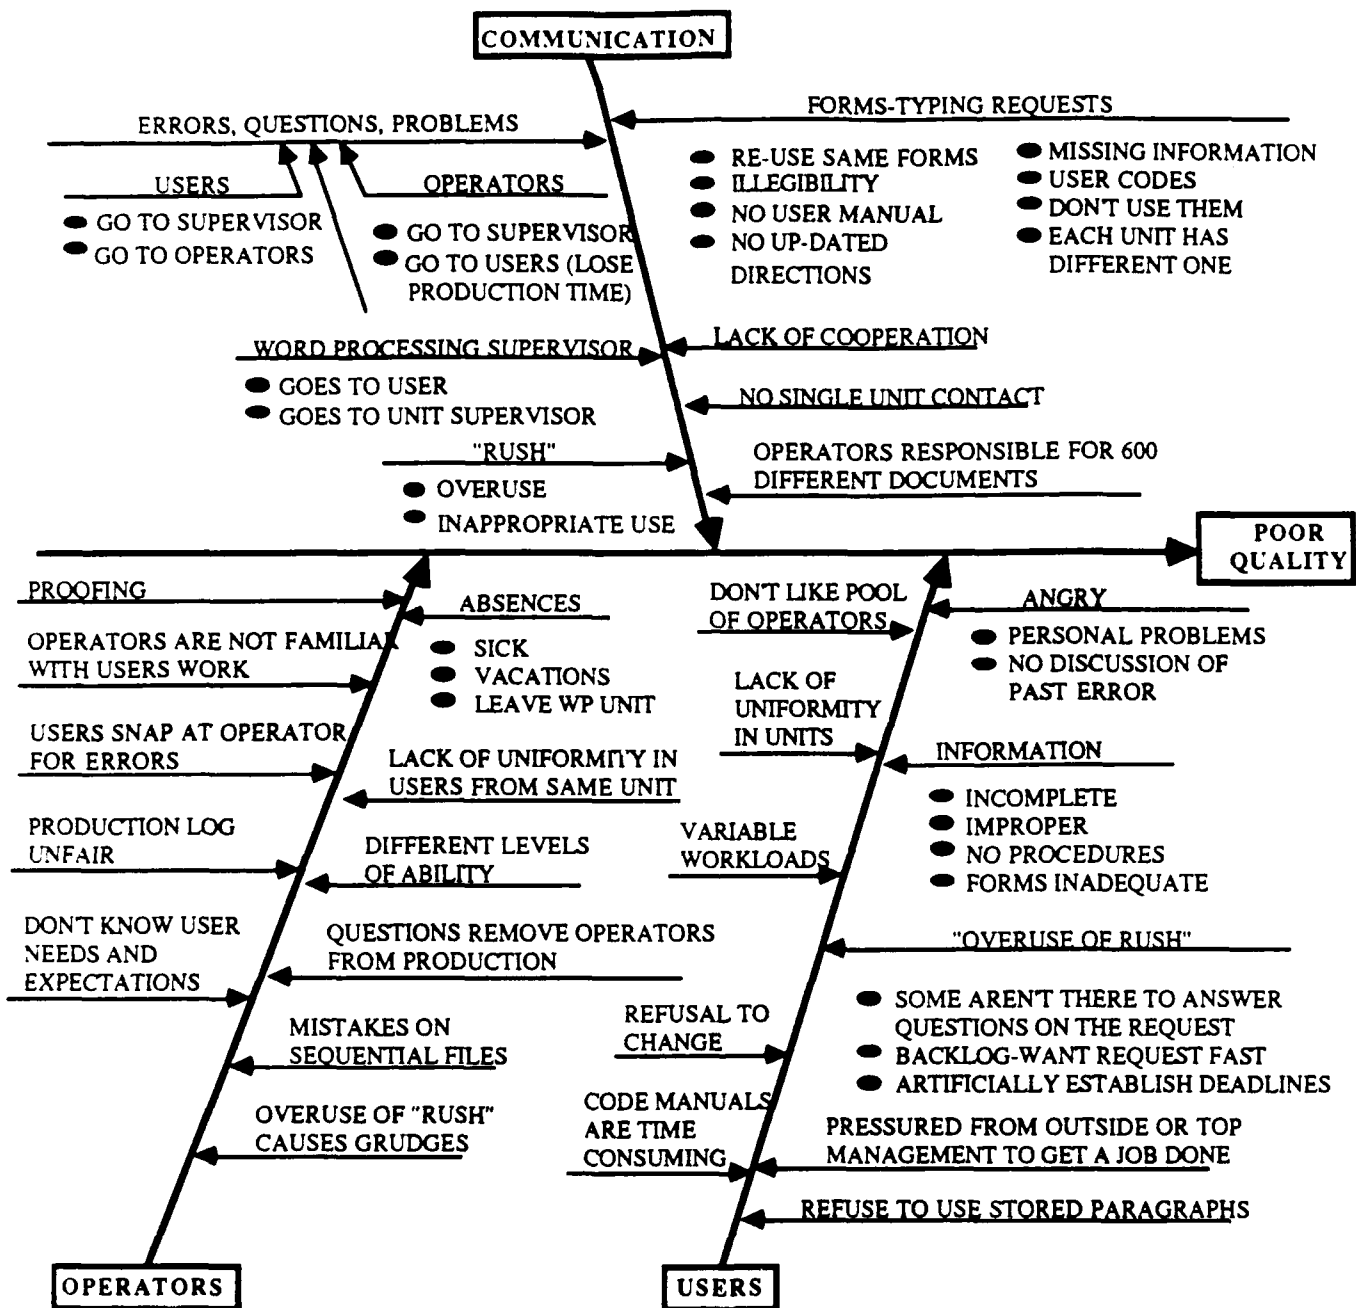 COMMUNICATION
FORMS-TYPING REQUESTS
ERRORS, QUESTIONS, PROBLEMS
RE-USE SAME FORMS
ILLEGIBILITY
NO USER MANUAL
NO UP-DATED
DIRECTIONS
MISSING INFORMATION
USER CODES
DON'T USE THEM
EACH UNIT HAS
DIFFERENT ONE
USERS
GO TO SUPERVISOR
GO TO OPERATORS
OPERATORS
GO TO SUPERVISOR
GO TO USERS (LOSE
PRODUCTION TIME)
WORD PROCESSING SUPERVISOR
GOES TO USER
GOES TO UNIT SUPERVISOR
LACK OF COOPERATION
NO SINGLE UNIT CONTACT
"RUSH"
OVERUSE
INAPPROPRIATE USE
OPERATORS RESPONSIBLE FOR 600
DIFFERENT DOCUMENTS
POOR
QUALITY
PROOFING
ABSENCES
SICK
VACATIONS
LEAVE WP UNIT
OPERATORS ARE NOT FAMILIAR
WITH USERS WORK
USERS SNAP AT OPERATOR
FOR ERRORS
LACK OF UNIFORMITY IN
USERS FROM SAME UNIT
PRODUCTION LOG
UNFAIR
DIFFERENT LEVELS
OF ABILITY
DON'T KNOW USER
NEEDS AND
EXPECTATIONS
QUESTIONS REMOVE OPERATORS
FROM PRODUCTION
MISTAKES ON
SEQUENTIAL FILES
OVERUSE OF "RUSH"
CAUSES GRUDGES
OPERATORS
DON'T LIKE POOL
OF OPERATORS
ANGRY
PERSONAL PROBLEMS
NO DISCUSSION OF
PAST ERROR
LACK OF
UNIFORMITY
IN UNITS
INFORMATION
INCOMPLETE
IMPROPER
NO PROCEDURES
FORMS INADEQUATE
VARIABLE
WORKLOADS
"OVERUSE OF RUSH"
SOME AREN'T THERE TO ANSWER
QUESTIONS ON THE REQUEST
BACKLOG-WANT REQUEST FAST
ARTIFICIALLY ESTABLISH DEADLINES
REFUSAL TO
CHANGE
CODE MANUALS
ARE TIME
CONSUMING
PRESSURED FROM OUTSIDE OR TOP
MANAGEMENT TO GET A JOB DONE
REFUSE TO USE STORED PARAGRAPHS
USERS